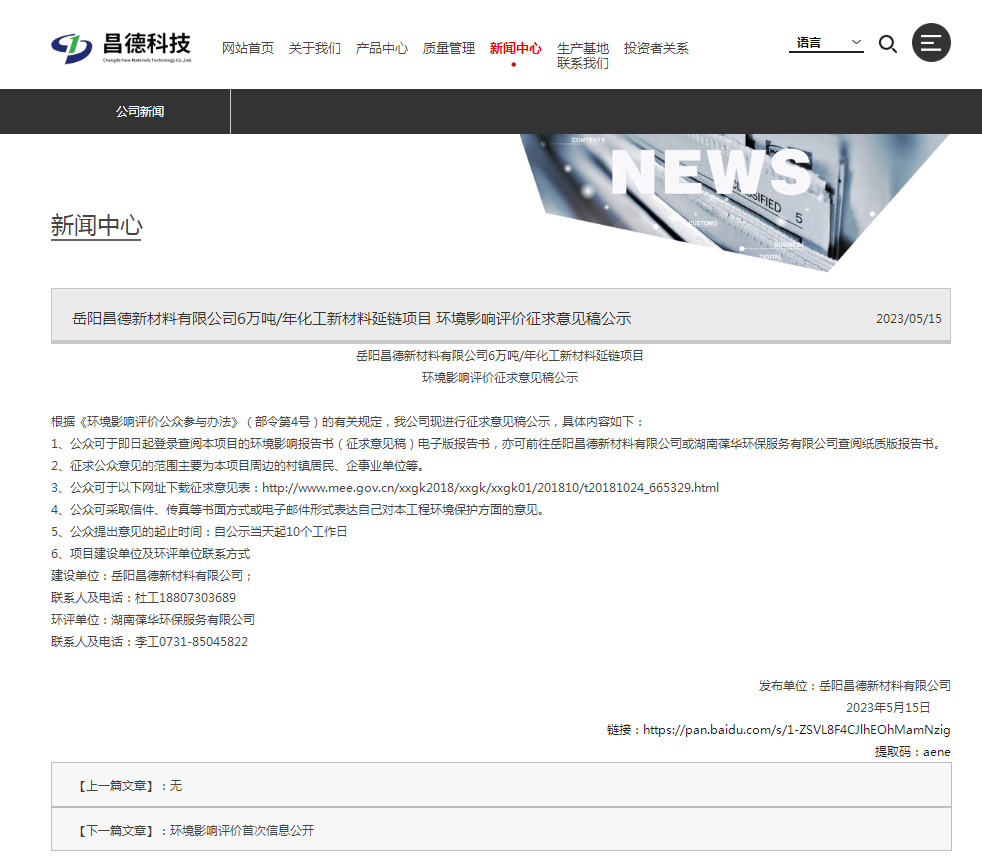 昌德科技
Changde New Materials Technology Co.,Ltd.
网站首页 关于我们 产品中心 质量管理 新闻中心 生产基地 投资者关系
联系我们
语言
公司新闻
CONTENTS
NEWS
CLASSIFIED 5
CUSTOMG
BUSINESS
DIGITAL
新闻中心
岳阳昌德新材料有限公司6万吨/年化工新材料延链项目 环境影响评价征求意见稿公示 2023/05/15
岳阳昌德新材料有限公司6万吨/年化工新材料延链项目
环境影响评价征求意见稿公示
根据《环境影响评价公众参与办法》（部令第4号）的有关规定，我公司现进行征求意见稿公示，具体内容如下：
1、公众可于即日起登录查阅本项目的环境影响报告书（征求意见稿）电子版报告书，亦可前往岳阳昌德新材料有限公司或湖南葆华环保服务有限公司查阅纸质版报告书。
2、征求公众意见的范围主要为本项目周边的村镇居民、企事业单位等。
3、公众可于以下网址下载征求意见表：http://www.mee.gov.cn/xxgk2018/xxgk/xxgk01/201810/t20181024_665329.html
4、公众可采取信件、传真等书面方式或电子邮件形式表达自己对本工程环境保护方面的意见。
5、公众提出意见的起止时间：自公示当天起10个工作日
6、项目建设单位及环评单位联系方式
建设单位：岳阳昌德新材料有限公司；
联系人及电话：杜工18807303689
环评单位：湖南葆华环保服务有限公司
联系人及电话：李工0731-85045822
发布单位：岳阳昌德新材料有限公司
2023年5月15日
链接：https://pan.baidu.com/s/1-ZSVL8F4CJlhEOhMamNzig
提取码：aene
【上一篇文章】：无
【下一篇文章】：环境影响评价首次信息公开